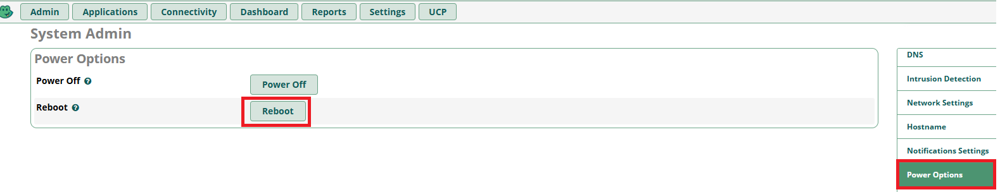 Admin Applications Connectivity Dashboard Reports Settings UCP
System Admin
Power Options
Power Off Power Off
Reboot Reboot
DNS
Intrusion Detection
Network Settings
Hostname
Notifications Settings
Power Options